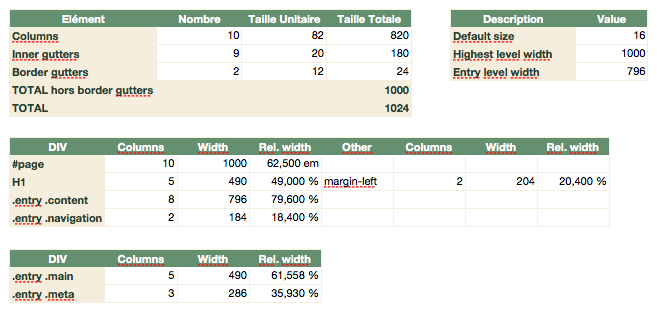 Elément Nombre Taille Unitaire Taille Totale Description Value
Columns 10 82 820 Default size 16
Inner gutters 9 20 180 Highest level width 1000
Border gutters 2 12 24 Entry level width 796
TOTAL hors border gutters 1000
TOTAL 1024
DIV Columns Width Rel. width Other Columns Width Rel. width
#page 10 1000 62,500 em
H1 5 490 49,000 % margin-left 2 204 20,400 %
.entry .content 8 796 79,600 %
.entry .navigation 2 184 18,400 %
DIV Columns Width Rel. width
.entry .main 5 490 61,558 %
.entry .meta 3 286 35,930 %